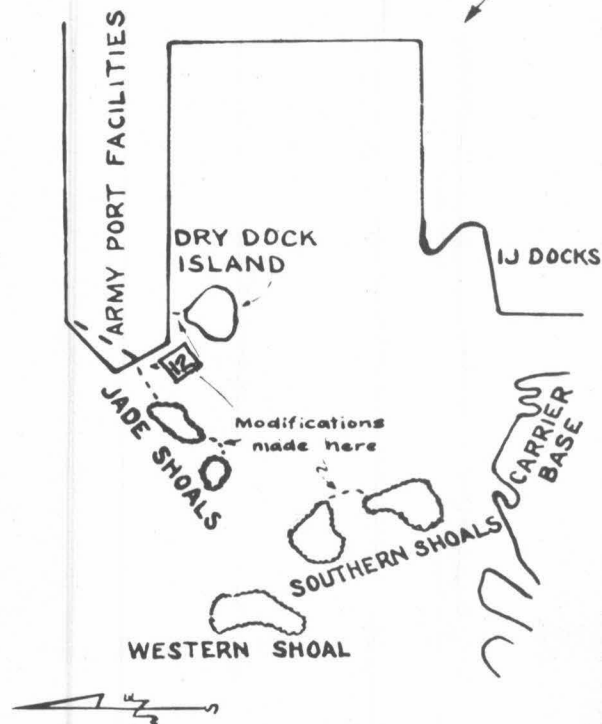 ARMY PORT FACILITIES
DRY DOCK
ISLAND
IJ DOCKS
12
JADE SHOALS
Modifications
made here
CARRIER
BASE
SOUTHERN SHOALS
WESTERN SHOAL
S